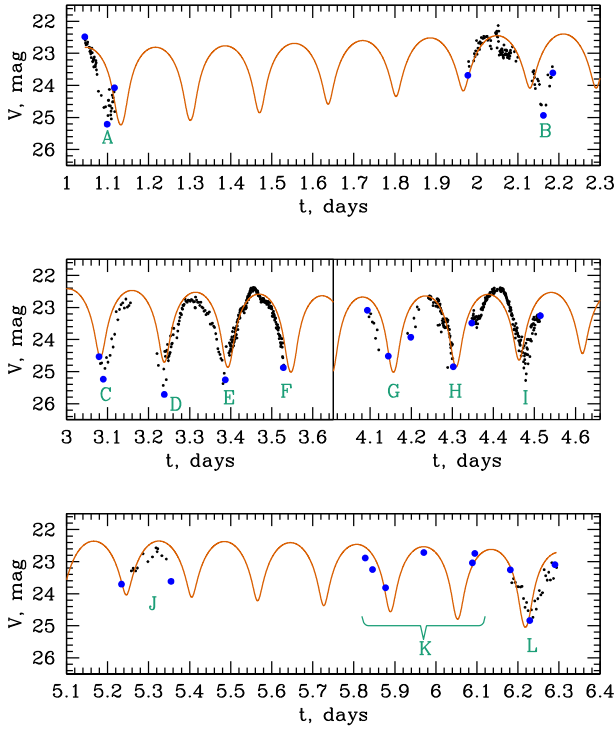 22
23
24
25
26
V, mag
A
B
1 1.1 1.2 1.3 1.4 1.5 1.6 1.7 1.8 1.9 2 2.1 2.2 2.3
t, days
22
23
24
25
26
V, mag
C
D
E
F
G
H
I
3 3.1 3.2 3.3 3.4 3.5 3.6 4.1 4.2 4.3 4.4 4.5 4.6
t, days t, days
22
23
24
25
26
V, mag
J
K
L
5.1 5.2 5.3 5.4 5.5 5.6 5.7 5.8 5.9 6 6.1 6.2 6.3 6.4
t, days